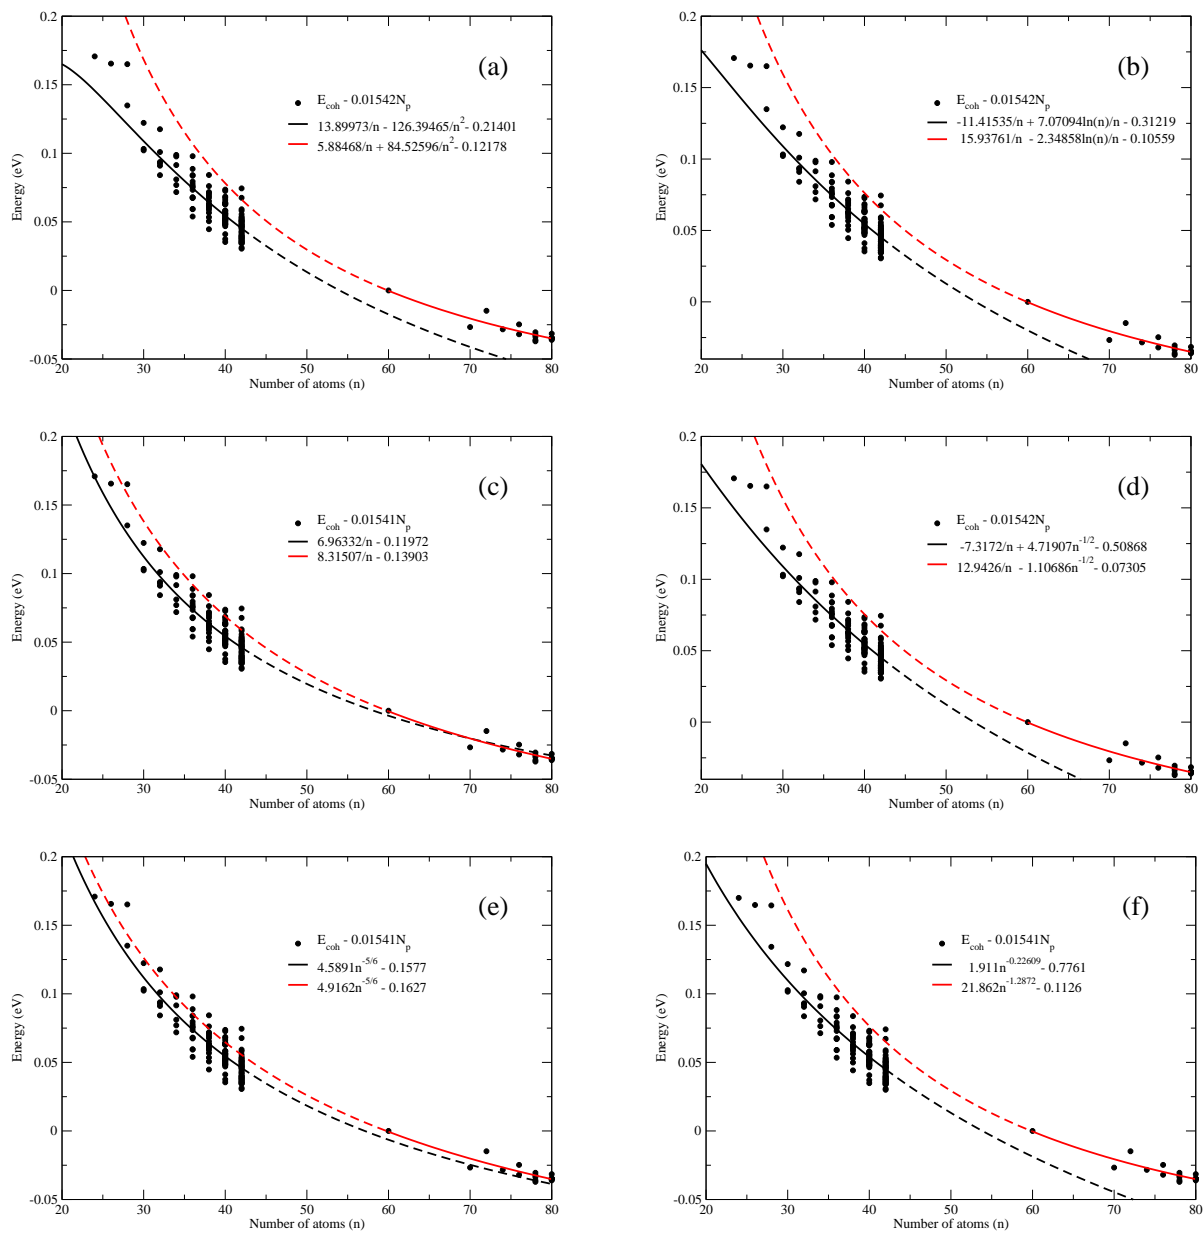 (a)
E_coh - 0.01542N_p
13.89973/n - 126.39465/n^2 - 0.21401
5.88468/n + 84.52596/n^2 - 0.12178
Energy (eV)
0.2
0.15
0.1
0.05
0
-0.05
20 30 40 50 60 70 80
Number of atoms (n)
(b)
E_coh - 0.01542N_p
-11.41535/n + 7.07094ln(n)/n - 0.31219
15.93761/n - 2.34858ln(n)/n - 0.10559
Energy (eV)
0.2
0.15
0.1
0.05
0
20 30 40 50 60 70 80
Number of atoms (n)
(c)
E_coh - 0.01541N_p
6.96332/n - 0.11972
8.31507/n - 0.13903
Energy (eV)
0.2
0.15
0.1
0.05
0
-0.05
20 30 40 50 60 70 80
Number of atoms (n)
(d)
E_coh - 0.01542N_p
-7.3172/n + 4.71907n^-1/2 - 0.50868
12.9426/n - 1.10686n^-1/2 - 0.07305
Energy (eV)
0.2
0.15
0.1
0.05
0
20 30 40 50 60 70 80
Number of atoms (n)
(e)
E_coh - 0.01541N_p
4.5891n^-5/6 - 0.1577
4.9162n^-5/6 - 0.1627
Energy (eV)
0.2
0.15
0.1
0.05
0
-0.05
20 30 40 50 60 70 80
Number of atoms (n)
(f)
E_coh - 0.01541N_p
1.911n^-0.22609 - 0.7761
21.862n^-1.2872 - 0.1126
Energy (eV)
0.2
0.15
0.1
0.05
0
-0.05
20 30 40 50 60 70 80
Number of atoms (n)